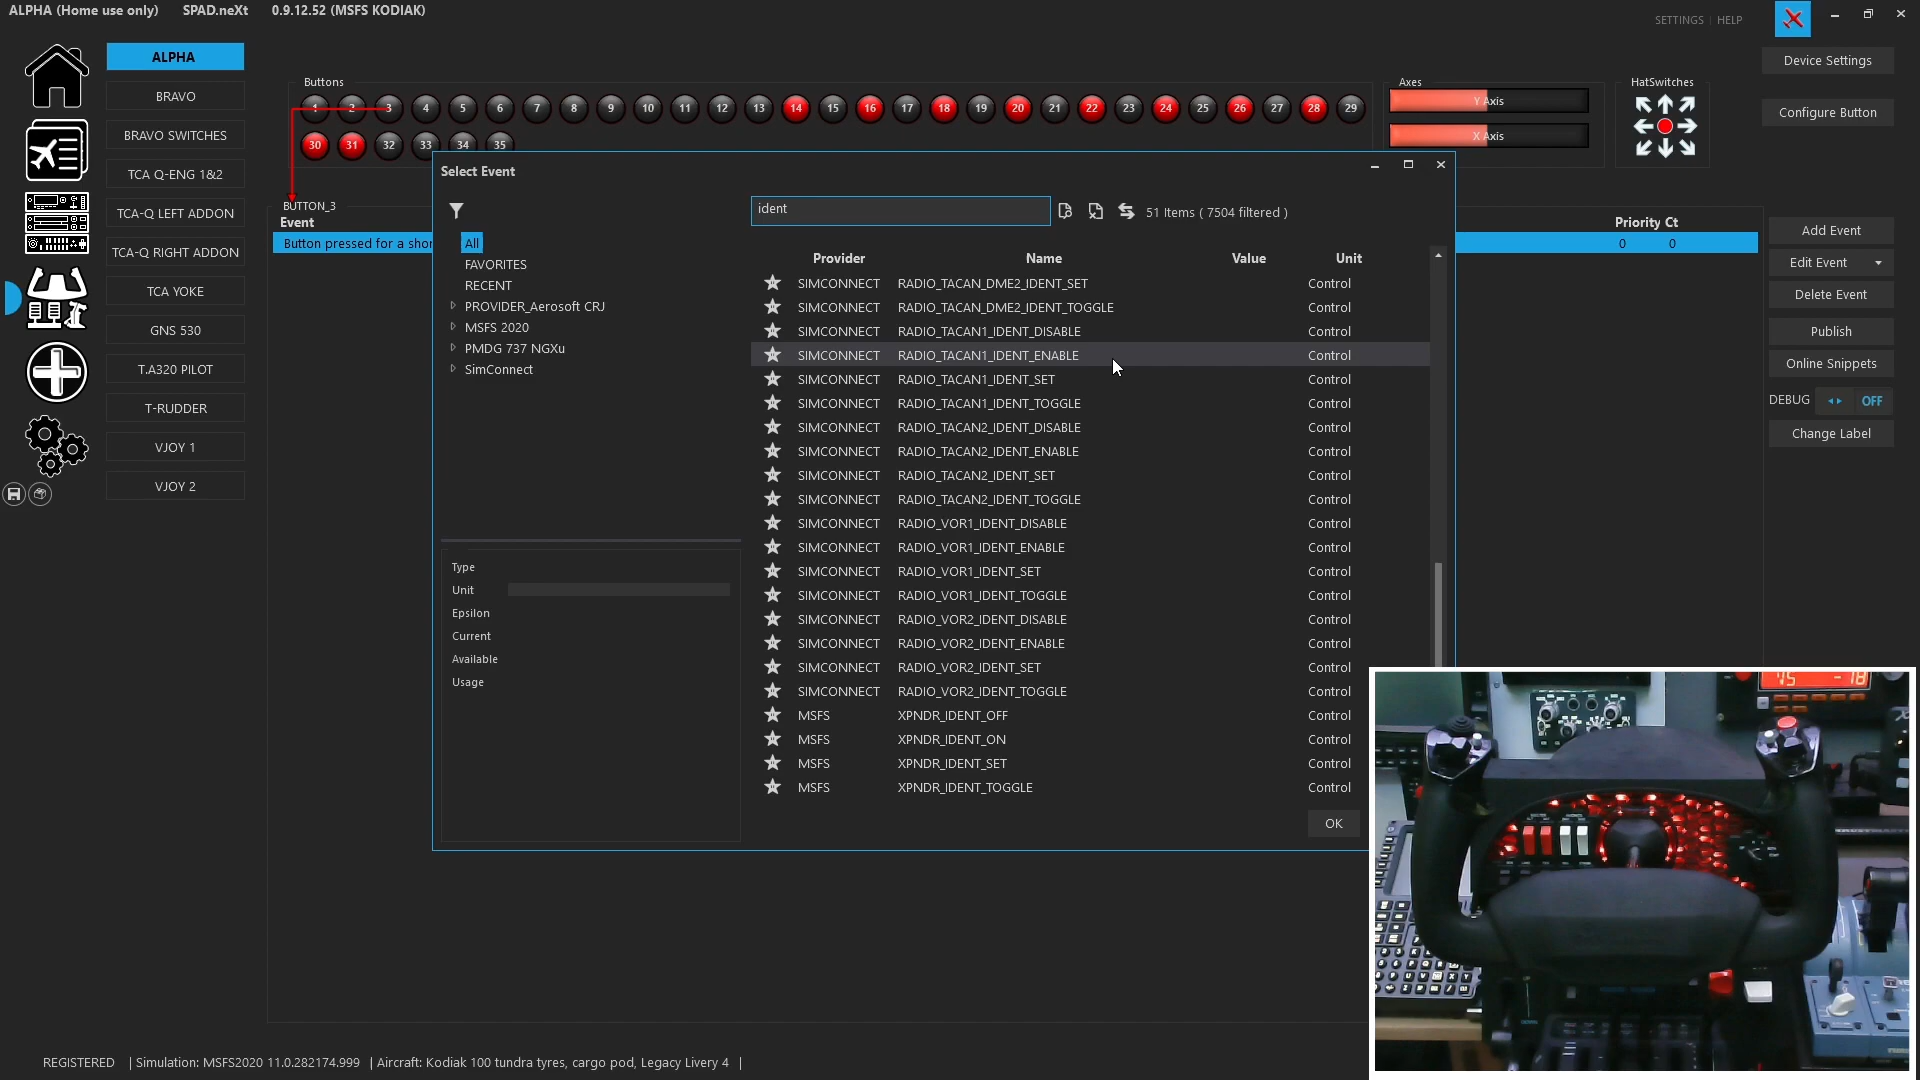 ALPHA (Home use only) SPAD.neXt 0.9.12.52 (MSFS KODIAK)
SETTINGS | HELP
ALPHA
BRAVO
BRAVO SWITCHES
TCA Q-ENG 1&2
TCA-Q LEFT ADDON
TCA-Q RIGHT ADDON
TCA YOKE
GNS 530
T.A320 PILOT
T-RUDDER
VJOY 1
VJOY 2
Buttons
1 2 3 4 5 6 7 8 9 10 11 12 13 14 15 16 17 18 19 20 21 22 23 24 25 26 27 28 29
30 31 32 33 34 35
Axes
Y Axis
X Axis
HatSwitches
Device Settings
Configure Button
BUTTON_3
Event
Button pressed for a shor
Priority Ct
0 0
Add Event
Edit Event
Delete Event
Publish
Online Snippets
DEBUG OFF
Change Label
Select Event
ident
51 Items ( 7504 filtered )
All
FAVORITES
RECENT
PROVIDER_Aerosoft CRJ
MSFS 2020
PMDG 737 NGXu
SimConnect
Type
Unit
Epsilon
Current
Available
Usage
Provider Name Value Unit
SIMCONNECT RADIO_TACAN_DME2_IDENT_SET Control
SIMCONNECT RADIO_TACAN_DME2_IDENT_TOGGLE Control
SIMCONNECT RADIO_TACAN1_IDENT_DISABLE Control
SIMCONNECT RADIO_TACAN1_IDENT_ENABLE Control
SIMCONNECT RADIO_TACAN1_IDENT_SET Control
SIMCONNECT RADIO_TACAN1_IDENT_TOGGLE Control
SIMCONNECT RADIO_TACAN2_IDENT_DISABLE Control
SIMCONNECT RADIO_TACAN2_IDENT_ENABLE Control
SIMCONNECT RADIO_TACAN2_IDENT_SET Control
SIMCONNECT RADIO_TACAN2_IDENT_TOGGLE Control
SIMCONNECT RADIO_VOR1_IDENT_DISABLE Control
SIMCONNECT RADIO_VOR1_IDENT_ENABLE Control
SIMCONNECT RADIO_VOR1_IDENT_SET Control
SIMCONNECT RADIO_VOR1_IDENT_TOGGLE Control
SIMCONNECT RADIO_VOR2_IDENT_DISABLE Control
SIMCONNECT RADIO_VOR2_IDENT_ENABLE Control
SIMCONNECT RADIO_VOR2_IDENT_SET Control
SIMCONNECT RADIO_VOR2_IDENT_TOGGLE Control
MSFS XPNDR_IDENT_OFF Control
MSFS XPNDR_IDENT_ON Control
MSFS XPNDR_IDENT_SET Control
MSFS XPNDR_IDENT_TOGGLE Control
OK
REGISTERED | Simulation: MSFS2020 11.0.282174.999 | Aircraft: Kodiak 100 tundra tyres, cargo pod, Legacy Livery 4 |